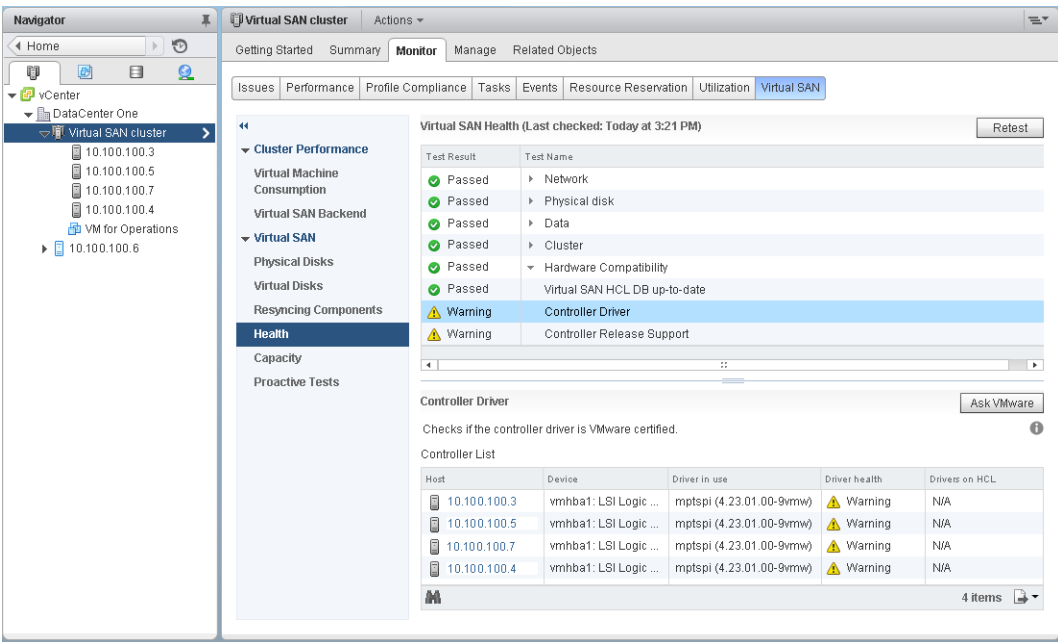 Navigator
Home
vCenter
DataCenter One
Virtual SAN cluster
10.100.100.3
10.100.100.5
10.100.100.7
10.100.100.4
VM for Operations
10.100.100.6
Virtual SAN cluster Actions
Getting Started Summary Monitor Manage Related Objects
Issues Performance Profile Compliance Tasks Events Resource Reservation Utilization Virtual SAN
Cluster Performance
Virtual Machine
Consumption
Virtual SAN Backend
Virtual SAN
Physical Disks
Virtual Disks
Resyncing Components
Health
Capacity
Proactive Tests
Virtual SAN Health (Last checked: Today at 3:21 PM) Retest
Test Result Test Name
Passed Network
Passed Physical disk
Passed Data
Passed Cluster
Passed Hardware Compatibility
Passed Virtual SAN HCL DB up-to-date
Warning Controller Driver
Warning Controller Release Support
Controller Driver Ask VMware
Checks if the controller driver is VMware certified.
Controller List
Host Device Driver in use Driver health Drivers on HCL
10.100.100.3 vmhba1: LSI Logic ... mptspi (4.23.01.00-9vmw) Warning N/A
10.100.100.5 vmhba1: LSI Logic ... mptspi (4.23.01.00-9vmw) Warning N/A
10.100.100.7 vmhba1: LSI Logic ... mptspi (4.23.01.00-9vmw) Warning N/A
10.100.100.4 vmhba1: LSI Logic ... mptspi (4.23.01.00-9vmw) Warning N/A
4 items